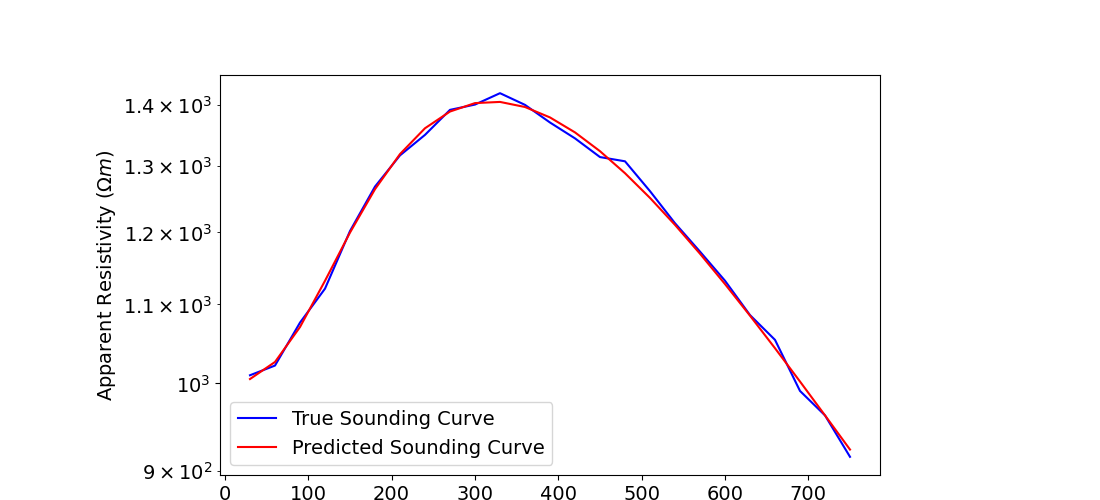 Apparent Resistivity (Ωm)
1.4 × 10³
1.3 × 10³
1.2 × 10³
1.1 × 10³
10³
9 × 10²
True Sounding Curve
Predicted Sounding Curve
0 100 200 300 400 500 600 700